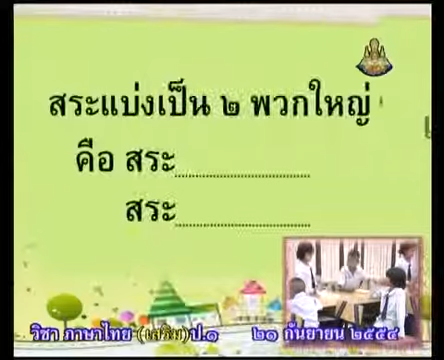 สระแบ่งเป็น ๒ พวกใหญ่
คือ สระ
สระ
วิชา ภาษาไทย (เสริม) ป.๑ ๒๑ กันยายน ๒๕๕๔